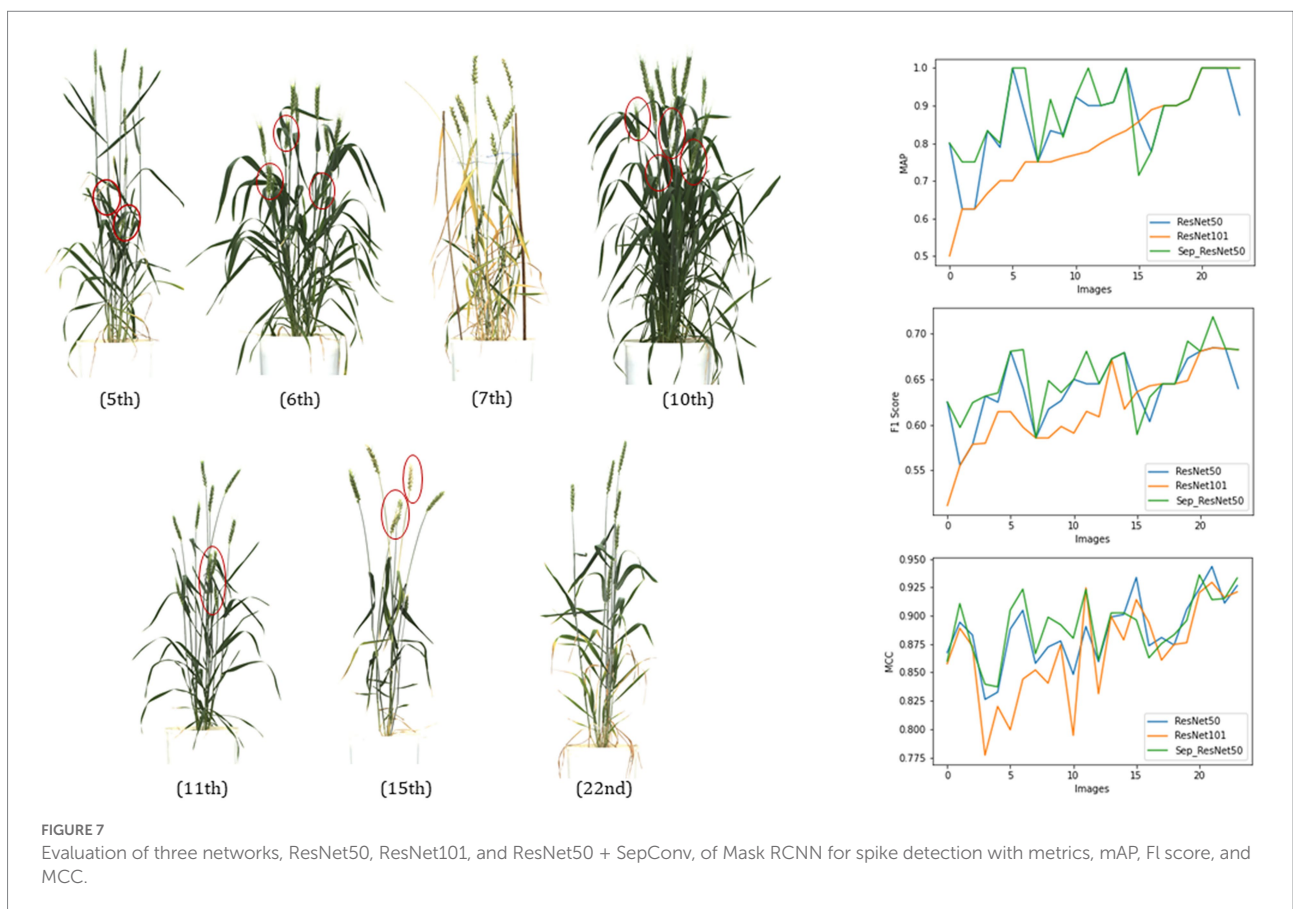 (5th)
(6th)
(7th)
(10th)
(11th)
(15th)
(22nd)
1.0
0.9
0.8
0.7
0.6
0.5
MAP
ResNet50
ResNet101
Sep_ResNet50
0 5 10 15 20
Images
0.70
0.65
0.60
0.55
F1 Score
ResNet50
ResNet101
Sep_ResNet50
0 5 10 15 20
Images
0.950
0.925
0.900
0.875
0.850
0.825
0.800
0.775
MCC
ResNet50
ResNet101
Sep_ResNet50
0 5 10 15 20
Images
FIGURE 7
Evaluation of three networks, ResNet50, ResNet101, and ResNet50 + SepConv, of Mask RCNN for spike detection with metrics, mAP, Fl score, and
MCC.